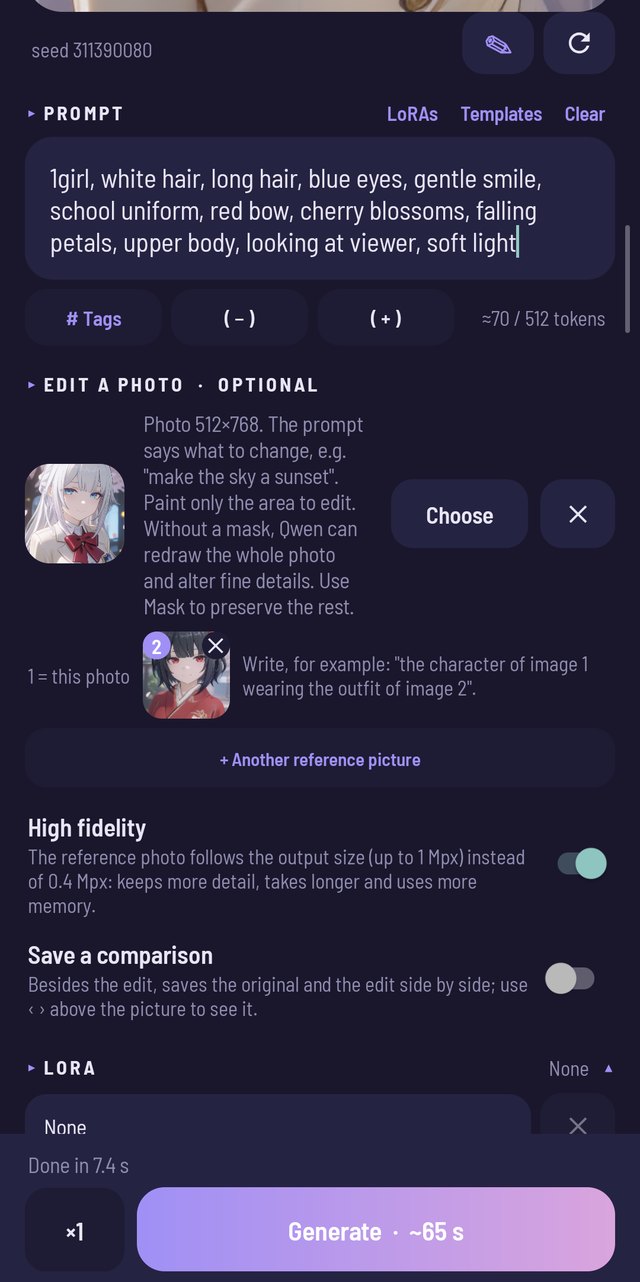 seed 311390080
PROMPT
LoRAs Templates Clear
1girl, white hair, long hair, blue eyes, gentle smile,
school uniform, red bow, cherry blossoms, falling
petals, upper body, looking at viewer, soft light
# Tags
( – )
( + )
≈70 / 512 tokens
EDIT A PHOTO · OPTIONAL
Photo 512×768. The prompt
says what to change, e.g.
"make the sky a sunset".
Paint only the area to edit.
Without a mask, Qwen can
redraw the whole photo
and alter fine details. Use
Mask to preserve the rest.
Choose
1 = this photo
2
Write, for example: "the character of image 1
wearing the outfit of image 2".
+ Another reference picture
High fidelity
The reference photo follows the output size (up to 1 Mpx) instead
of 0.4 Mpx: keeps more detail, takes longer and uses more
memory.
Save a comparison
Besides the edit, saves the original and the edit side by side; use
‹ › above the picture to see it.
LORA
None
None
Done in 7.4 s
×1
Generate · ~65 s